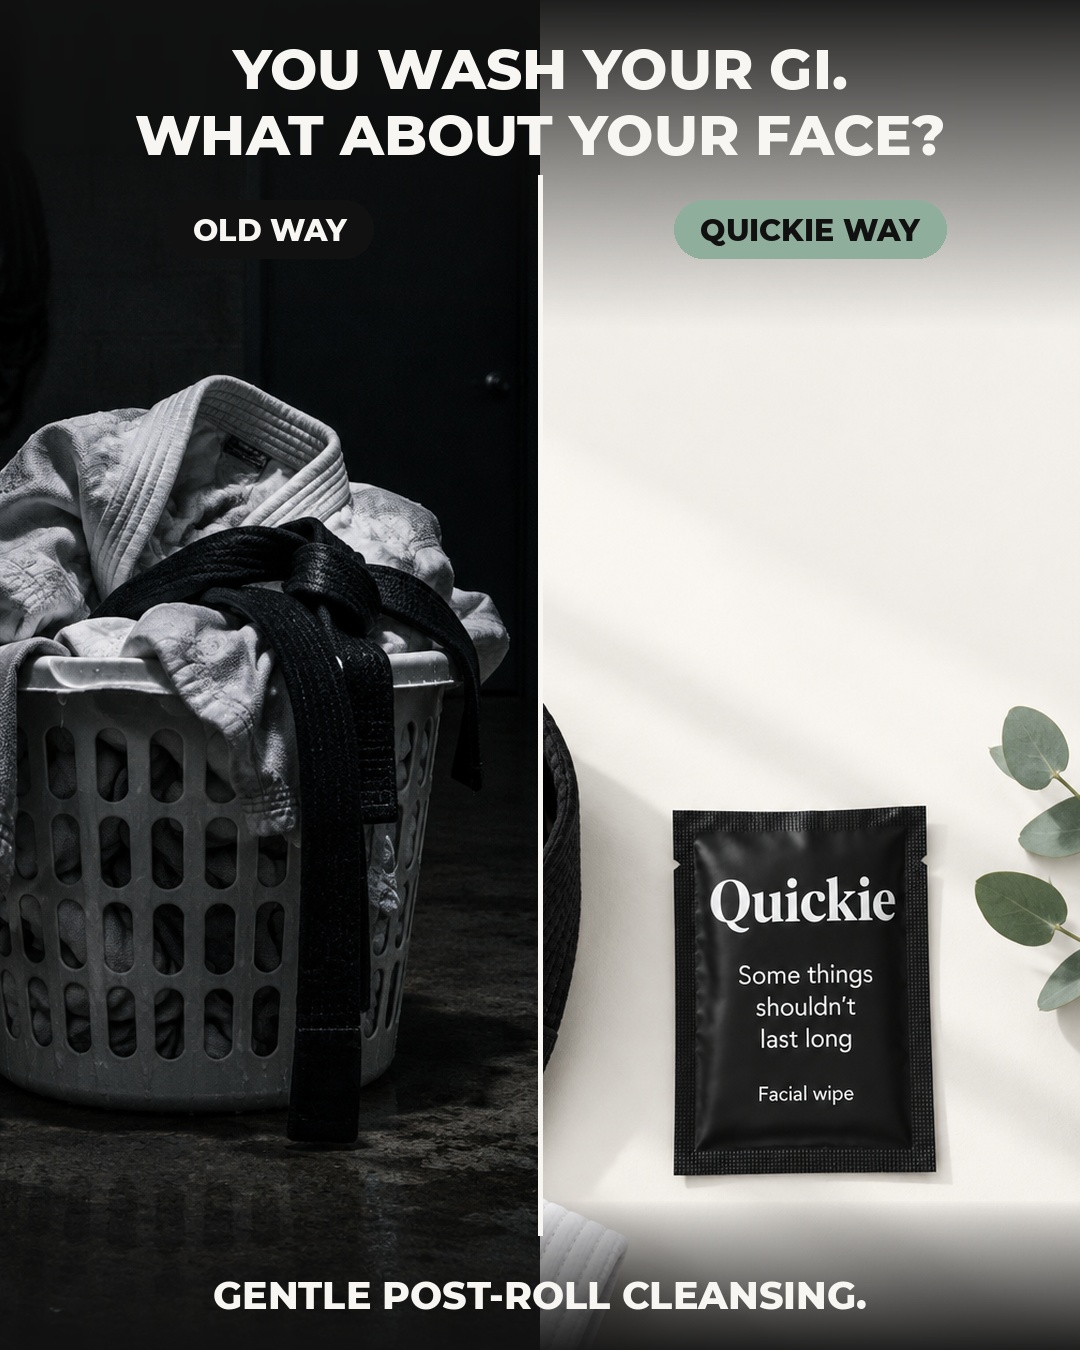 YOU WASH YOUR GI.
WHAT ABOUT YOUR FACE?
OLD WAY
QUICKIE WAY
Quickie
Some things
shouldn't
last long
Facial wipe
GENTLE POST-ROLL CLEANSING.